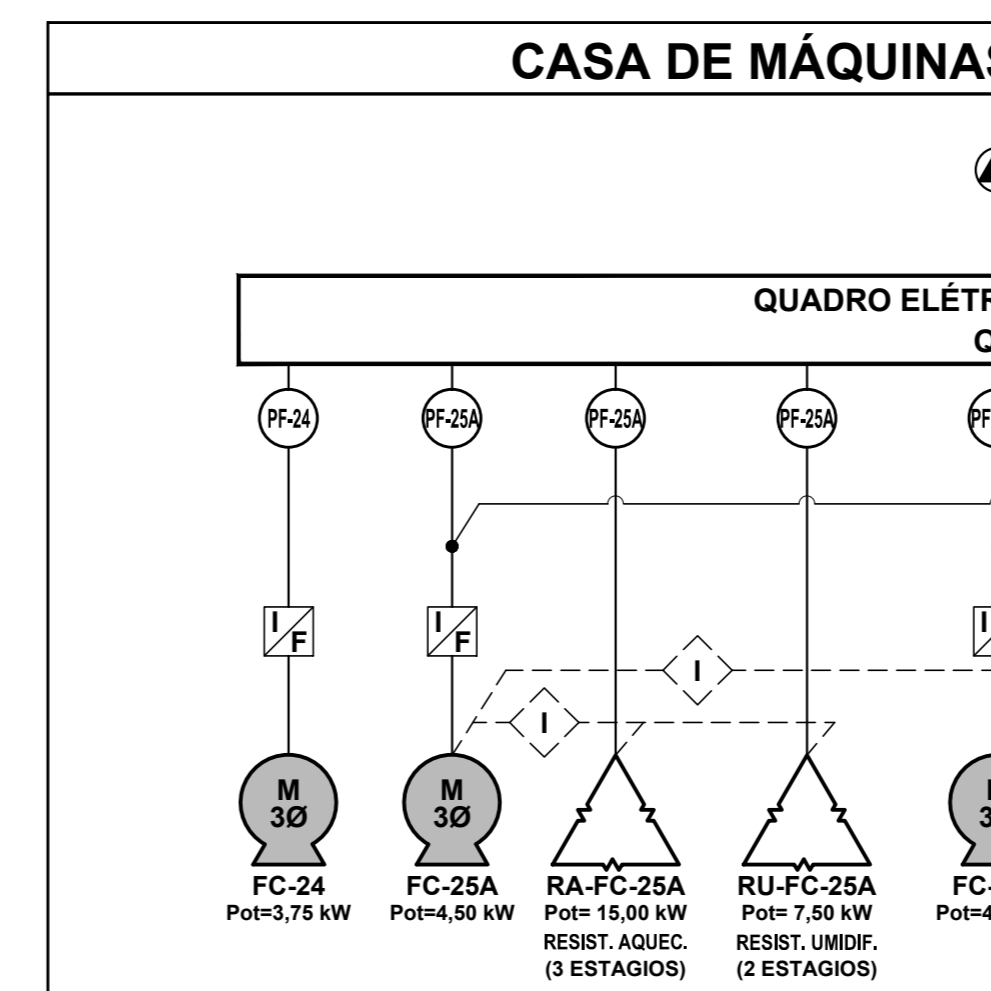 CASA DE MÁQUINAS
QUADRO
PF-24
PF-25A
PF-25A
PF-25A
I/F
I/F
I
I
M
3Ø
M
3Ø
FC-24
Pot=3,75 kW
FC-25A
Pot=4,50 kW
RA-FC-25A
Pot= 15,00 kW
RESIST. AQUEC.
(3 ESTAGIOS)
RU-FC-25A
Pot= 7,50 kW
RESIST. UMIDIF.
(2 ESTAGIOS)